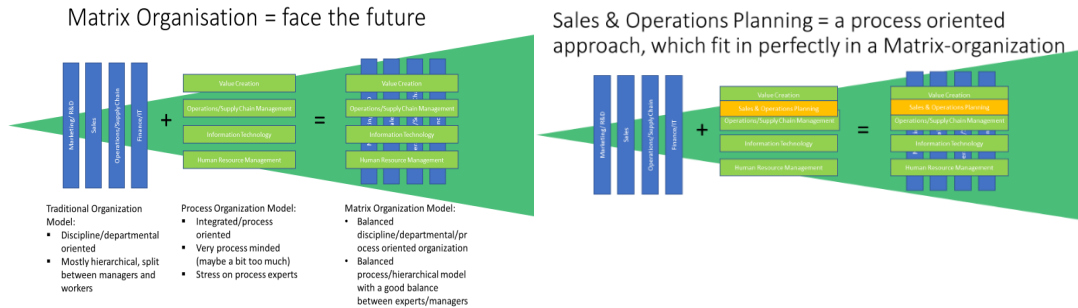 Matrix Organisation = face the future
Marketing/ R&D
Sales
Operations/Supply Chain
Finance/IT
+
Value Creation
Operations/Supply Chain Management
Information Technology
Human Resource Management
=
Value Creation
Operations/Supply Chain Management
Information Technology
Human Resource Management
Traditional Organization
Model:
▪ Discipline/departmental
oriented
▪ Mostly hierarchical, split
between managers and
workers
Process Organization Model:
▪ Integrated/process
oriented
▪ Very process minded
(maybe a bit too much)
▪ Stress on process experts
Matrix Organization Model:
• Balanced
discipline/departmental/pr
ocess oriented organization
• Balanced
process/hierarchical model
with a good balance
between experts/managers
Sales & Operations Planning = a process oriented
approach, which fit in perfectly in a Matrix-organization
Marketing/ R&D
Sales
Operations/Supply Chain
Finance/IT
+
Value Creation
Sales & Operations Planning
Operations/Supply Chain Management
Information Technology
Human Resource Management
=
Value Creation
Sales & Operations Planning
Operations/Supply Chain Management
Information Technology
Human Resource Management